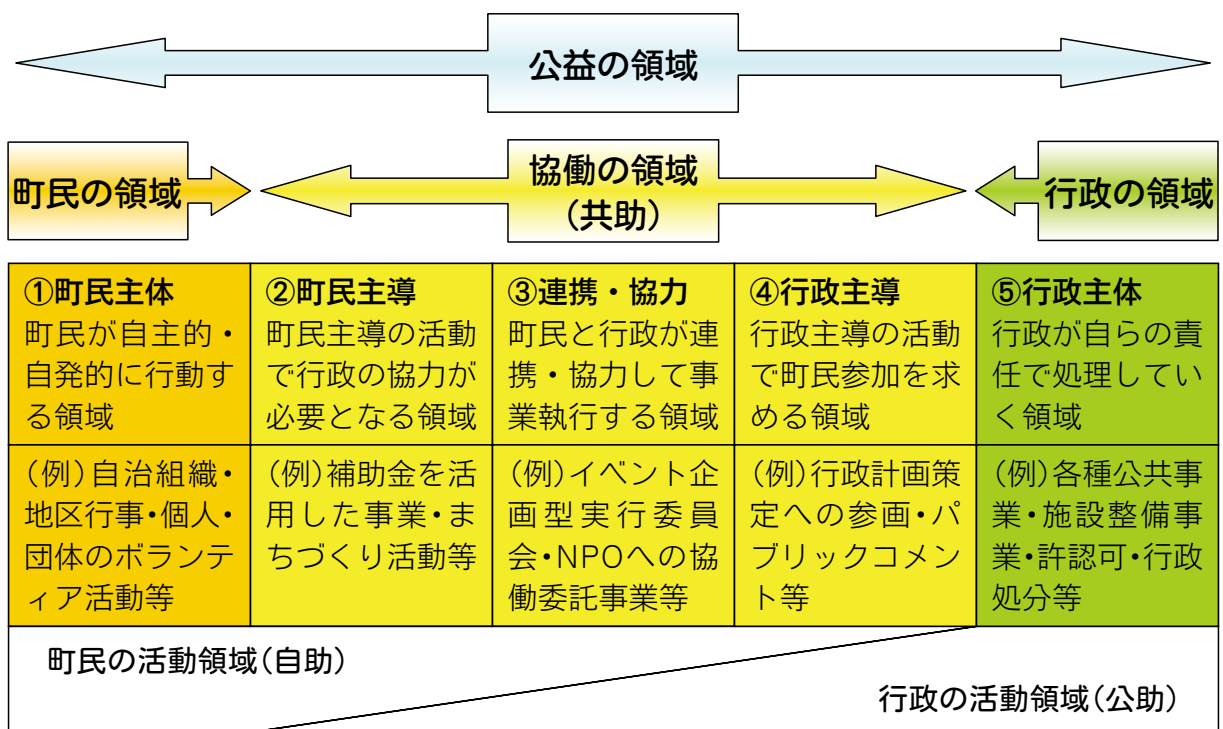 公益の領域
町民の領域
協働の領域
（共助）
行政の領域
①町民主体
町民が自主的・
自発的に行動す
る領域
②町民主導
町民主導の活動
で行政の協力が
必要となる領域
③連携・協力
町民と行政が連
携・協力して事
業執行する領域
④行政主導
行政主導の活動
で町民参加を求
める領域
⑤行政主体
行政が自らの責
任で処理してい
く領域
（例）自治組織・
地区行事・個人・
団体のボランテ
ィア活動等
（例）補助金を活
用した事業・ま
ちづくり活動等
（例）イベント企
画型実行委員
会・NPOへの協
働委託事業等
（例）行政計画策
定への参画・パ
ブリックコメン
ト等
（例）各種公共事
業・施設整備事
業・許認可・行政
処分等
町民の活動領域（自助）
行政の活動領域（公助）